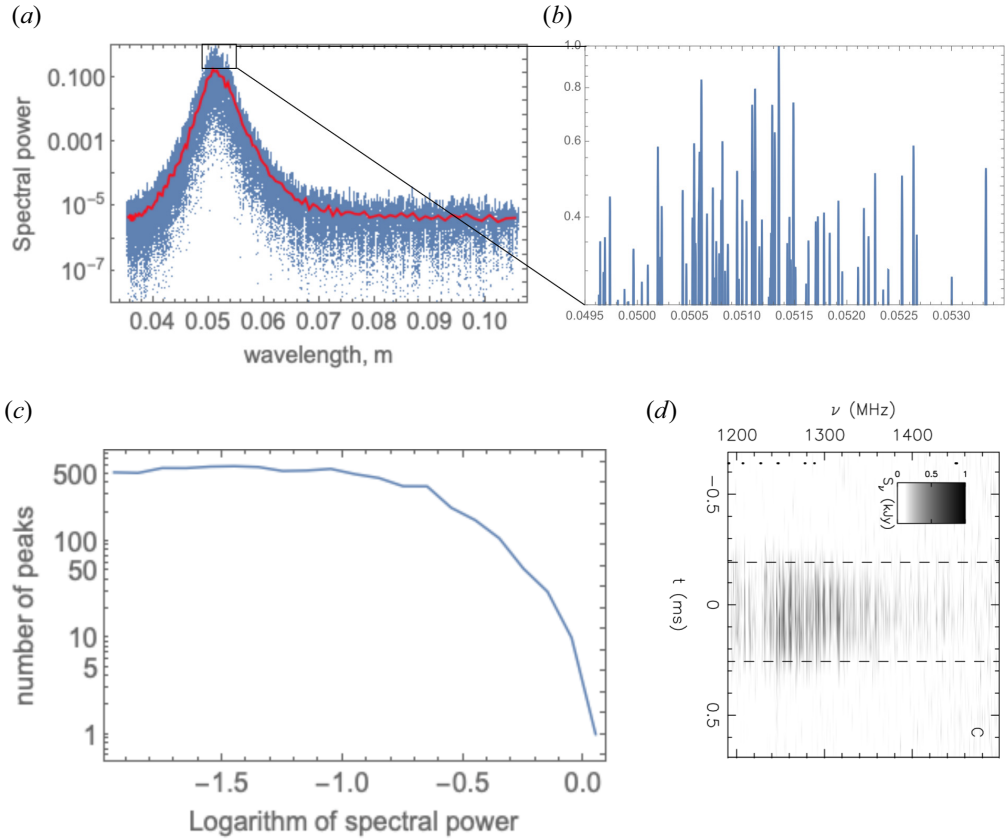 (a)
(b)
Spectral power
0.100
0.001
10−5
10−7
0.04 0.05 0.06 0.07 0.08 0.09 0.10
wavelength, m
1.0
0.8
0.6
0.4
0.0495 0.0500 0.0505 0.0510 0.0515 0.0520 0.0525 0.0530
(c)
number of peaks
500
100
50
10
5
1
−1.5 −1.0 −0.5 0.0
Logarithm of spectral power
(d)
ν (MHz)
1200 1300 1400
0 0.5 1
Sν (kJy)
−0.5
0
0.5
t (ms)
C